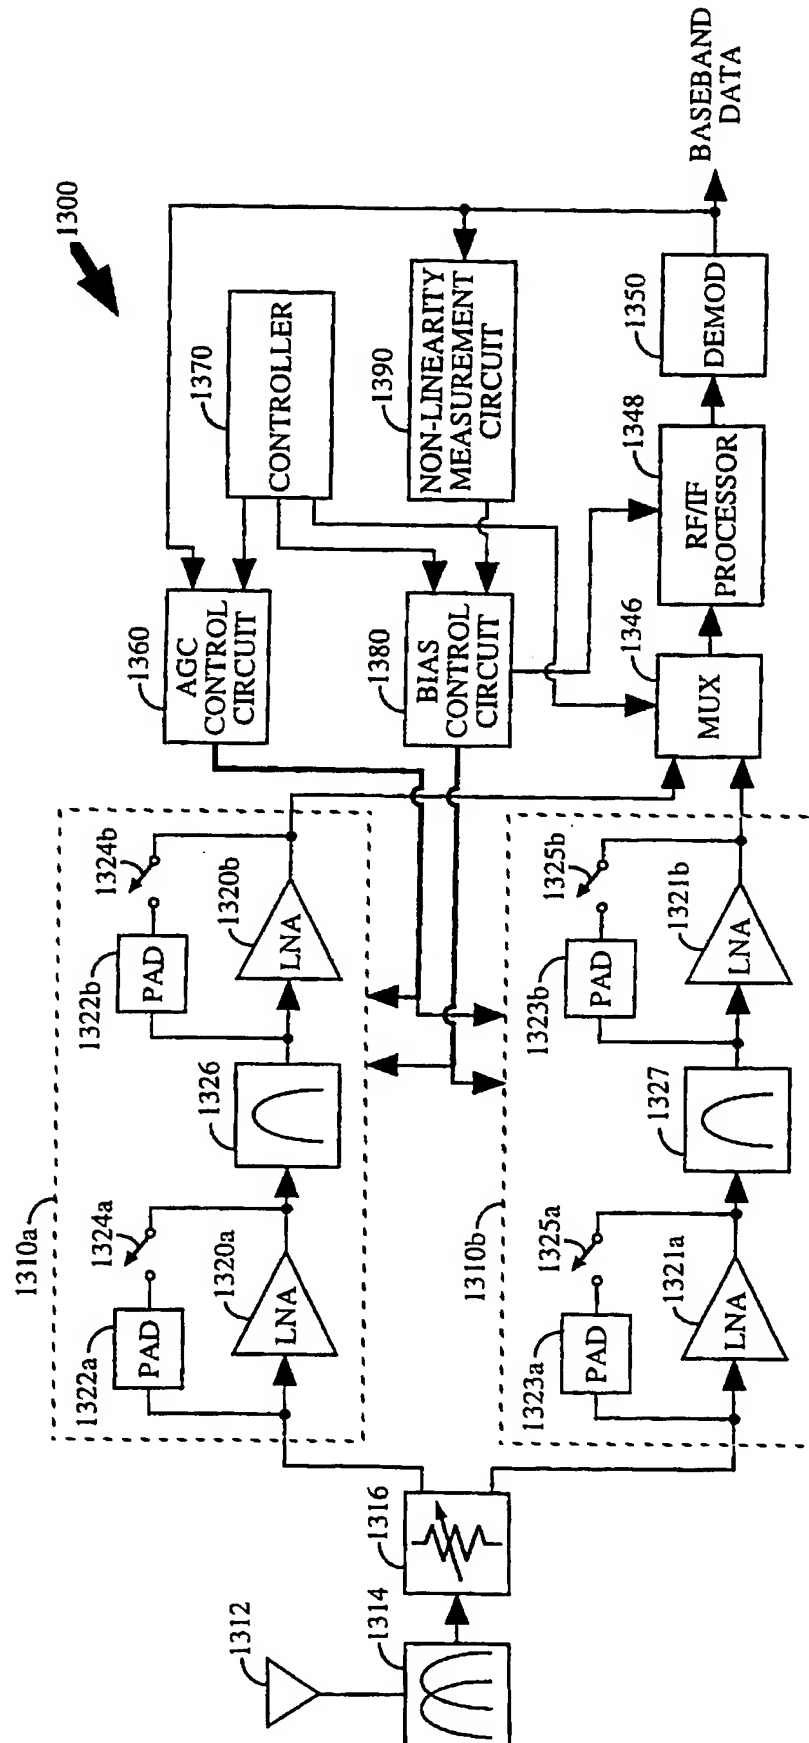 1300
1310a
1324a
1322a
PAD
1320a
LNA
1326
1324b
1322b
PAD
1320b
LNA
1312
1314
1316
1360
AGC
CONTROL
CIRCUIT
1370
CONTROLLER
1380
BIAS
CONTROL
CIRCUIT
1390
NON-LINEARITY
MEASUREMENT
CIRCUIT
1310b
1325a
1323a
PAD
1321a
LNA
1327
1325b
1323b
PAD
1321b
LNA
1346
MUX
1348
RF/IF
PROCESSOR
1350
DEMOD
BASEBAND
DATA